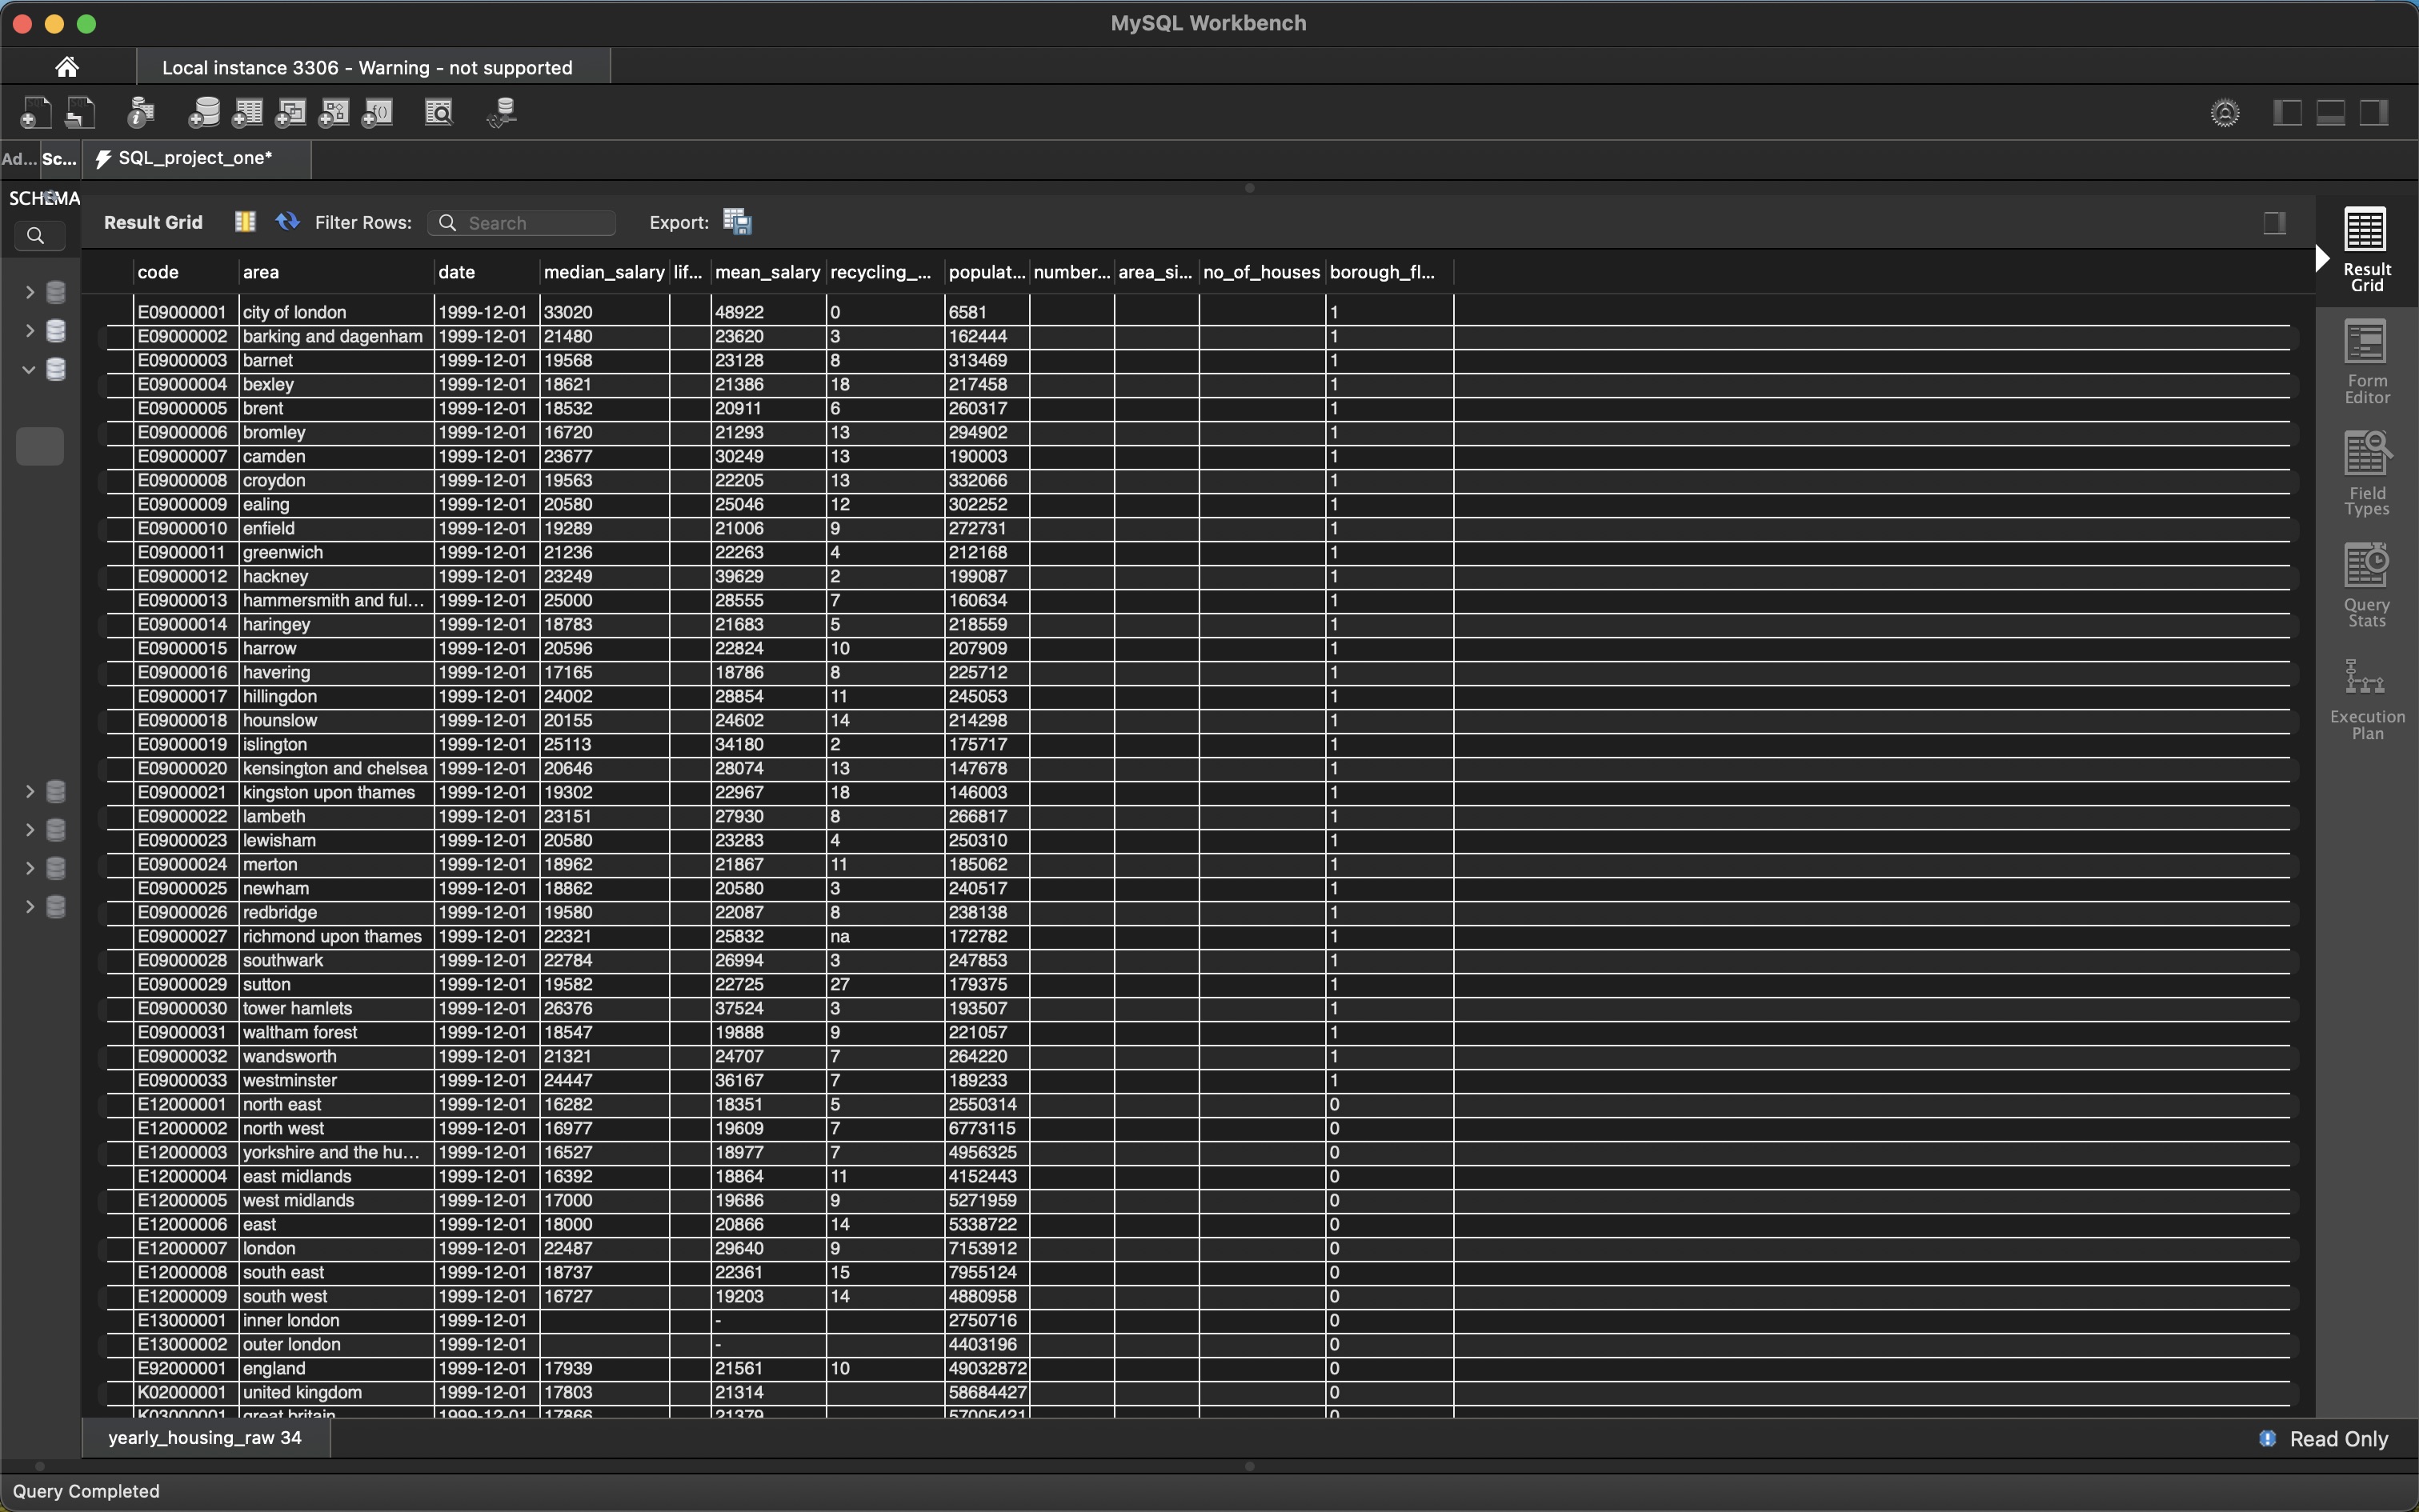 MySQL Workbench
Local instance 3306 - Warning - not supported
Ad... Sc... SQL_project_one*
SCHEMA
Result Grid Filter Rows: Search Export:
code area date median_salary lif... mean_salary recycling_... populat... number... area_si... no_of_houses borough_fl...
E09000001 city of london 1999-12-01 33020 48922 0 6581 1
E09000002 barking and dagenham 1999-12-01 21480 23620 3 162444 1
E09000003 barnet 1999-12-01 19568 23128 8 313469 1
E09000004 bexley 1999-12-01 18621 21386 18 217458 1
E09000005 brent 1999-12-01 18532 20911 6 260317 1
E09000006 bromley 1999-12-01 16720 21293 13 294902 1
E09000007 camden 1999-12-01 23677 30249 13 190003 1
E09000008 croydon 1999-12-01 19563 22205 13 332066 1
E09000009 ealing 1999-12-01 20580 25046 12 302252 1
E09000010 enfield 1999-12-01 19289 21006 9 272731 1
E09000011 greenwich 1999-12-01 21236 22263 4 212168 1
E09000012 hackney 1999-12-01 23249 39629 2 199087 1
E09000013 hammersmith and ful... 1999-12-01 25000 28555 7 160634 1
E09000014 haringey 1999-12-01 18783 21683 5 218559 1
E09000015 harrow 1999-12-01 20596 22824 10 207909 1
E09000016 havering 1999-12-01 17165 18786 8 225712 1
E09000017 hillingdon 1999-12-01 24002 28854 11 245053 1
E09000018 hounslow 1999-12-01 20155 24602 14 214298 1
E09000019 islington 1999-12-01 25113 34180 2 175717 1
E09000020 kensington and chelsea 1999-12-01 20646 28074 13 147678 1
E09000021 kingston upon thames 1999-12-01 19302 22967 18 146003 1
E09000022 lambeth 1999-12-01 23151 27930 8 266817 1
E09000023 lewisham 1999-12-01 20580 23283 4 250310 1
E09000024 merton 1999-12-01 18962 21867 11 185062 1
E09000025 newham 1999-12-01 18862 20580 3 240517 1
E09000026 redbridge 1999-12-01 19580 22087 8 238138 1
E09000027 richmond upon thames 1999-12-01 22321 25832 na 172782 1
E09000028 southwark 1999-12-01 22784 26994 3 247853 1
E09000029 sutton 1999-12-01 19582 22725 27 179375 1
E09000030 tower hamlets 1999-12-01 26376 37524 3 193507 1
E09000031 waltham forest 1999-12-01 18547 19888 9 221057 1
E09000032 wandsworth 1999-12-01 21321 24707 7 264220 1
E09000033 westminster 1999-12-01 24447 36167 7 189233 1
E12000001 north east 1999-12-01 16282 18351 5 2550314 0
E12000002 north west 1999-12-01 16977 19609 7 6773115 0
E12000003 yorkshire and the hu... 1999-12-01 16527 18977 7 4956325 0
E12000004 east midlands 1999-12-01 16392 18864 11 4152443 0
E12000005 west midlands 1999-12-01 17000 19686 9 5271959 0
E12000006 east 1999-12-01 18000 20866 14 5338722 0
E12000007 london 1999-12-01 22487 29640 9 7153912 0
E12000008 south east 1999-12-01 18737 22361 15 7955124 0
E12000009 south west 1999-12-01 16727 19203 14 4880958 0
E13000001 inner london 1999-12-01 - 2750716 0
E13000002 outer london 1999-12-01 - 4403196 0
E92000001 england 1999-12-01 17939 21561 10 49032872 0
K02000001 united kingdom 1999-12-01 17803 21314 58684427 0
K03000001 great britain 1999-12-01 17866 21379 57005421 0
Result
Grid
Form
Editor
Field
Types
Query
Stats
Execution
Plan
yearly_housing_raw 34
Read Only
Query Completed